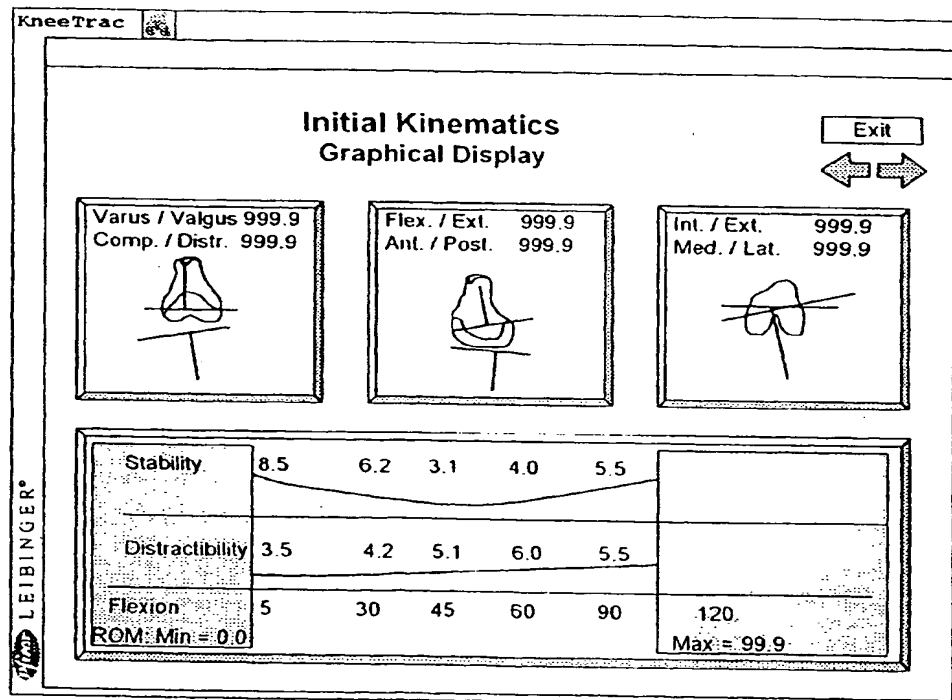 KneeTrac
Initial Kinematics
Graphical Display
Exit
Varus / Valgus 999.9
Comp. / Distr. 999.9
Flex. / Ext. 999.9
Ant. / Post. 999.9
Int. / Ext. 999.9
Med. / Lat. 999.9
Stability 8.5 6.2 3.1 4.0 5.5
Distractibility 3.5 4.2 5.1 6.0 5.5
Flexion 5 30 45 60 90 120
ROM: Min = 0.0 Max = 99.9
LEIBINGER®